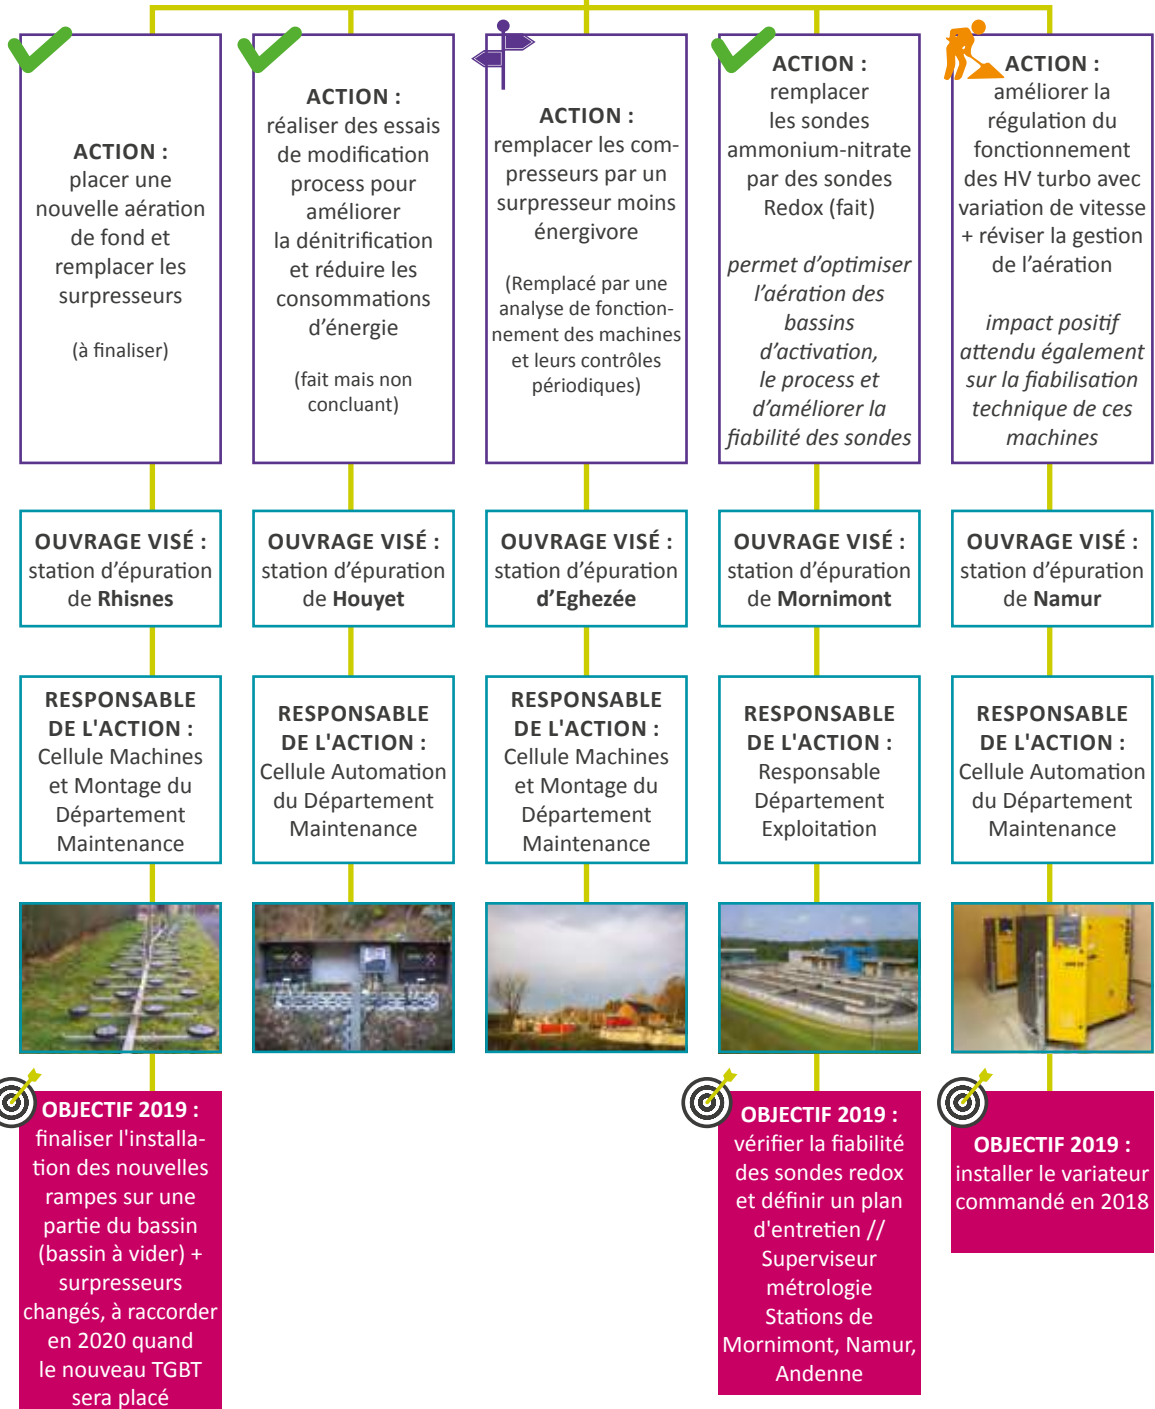 ACTION :
placer une
nouvelle aération
de fond et
remplacer les
surpresseurs
(à finaliser)
ACTION :
réaliser des essais
de modification
process pour
améliorer
la dénitrification
et réduire les
consommations
d’énergie
(fait mais non
concluant)
ACTION :
remplacer les com-
presseurs par un
surpresseur moins
énergivore
(Remplacé par une
analyse de fonction-
nement des machines
et leurs contrôles
périodiques)
ACTION :
remplacer
les sondes
ammonium-nitrate
par des sondes
Redox (fait)
permet d’optimiser
l’aération des
bassins
d’activation,
le process et
d’améliorer la
fiabilité des sondes
ACTION :
améliorer la
régulation du
fonctionnement
des HV turbo avec
variation de vitesse
+ réviser la gestion
de l’aération
impact positif
attendu également
sur la fiabilisation
technique de ces
machines
OUVRAGE VISÉ :
station d’épuration
de Rhisnes
OUVRAGE VISÉ :
station d’épuration
de Houyet
OUVRAGE VISÉ :
station d’épuration
d’Eghezée
OUVRAGE VISÉ :
station d’épuration
de Mornimont
OUVRAGE VISÉ :
station d’épuration
de Namur
RESPONSABLE
DE L'ACTION :
Cellule Machines
et Montage du
Département
Maintenance
RESPONSABLE
DE L'ACTION :
Cellule Automation
du Département
Maintenance
RESPONSABLE
DE L'ACTION :
Cellule Machines
et Montage du
Département
Maintenance
RESPONSABLE
DE L'ACTION :
Responsable
Département
Exploitation
RESPONSABLE
DE L'ACTION :
Cellule Automation
du Département
Maintenance
OBJECTIF 2019 :
finaliser l'installa-
tion des nouvelles
rampes sur une
partie du bassin
(bassin à vider) +
surpresseurs
changés, à raccorder
en 2020 quand
le nouveau TGBT
sera placé
OBJECTIF 2019 :
vérifier la fiabilité
des sondes redox
et définir un plan
d'entretien //
Superviseur
métrologie
Stations de
Mornimont, Namur,
Andenne
OBJECTIF 2019 :
installer le variateur
commandé en 2018